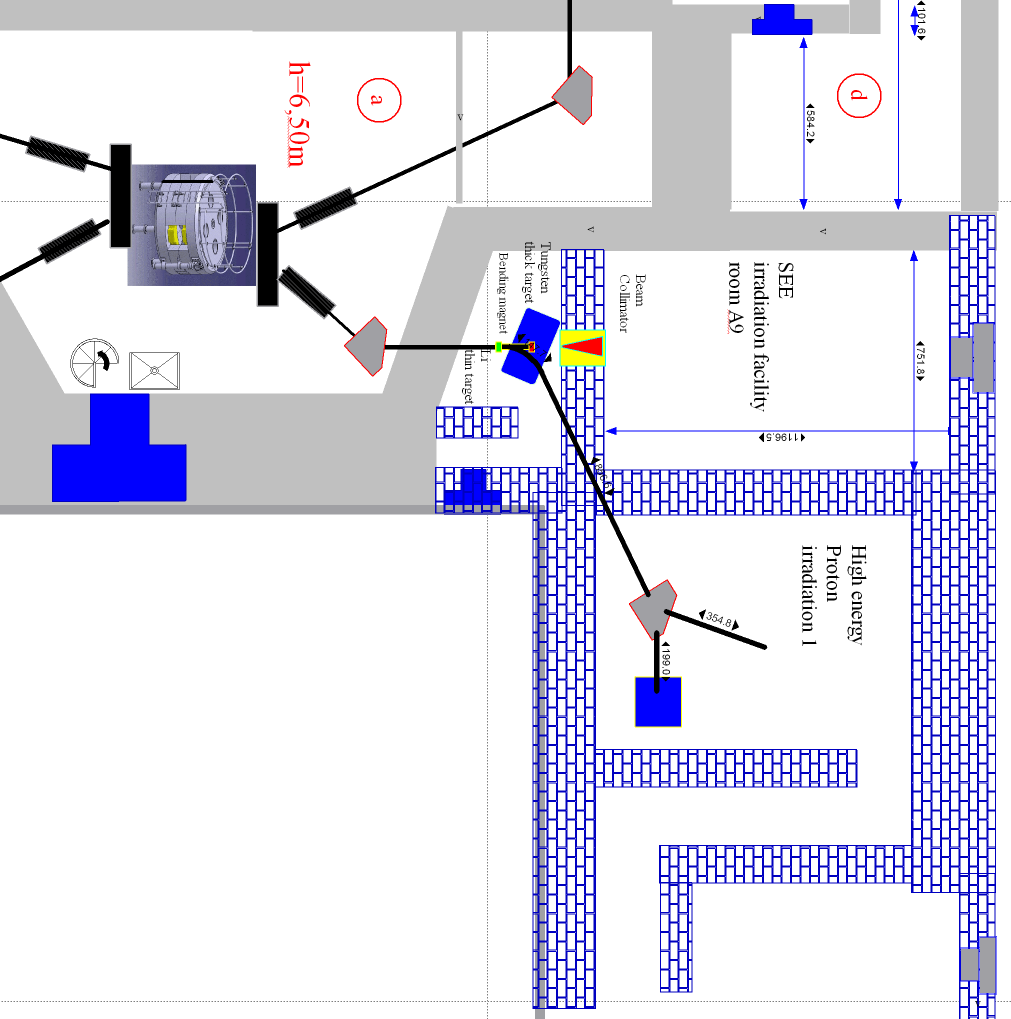 h=6,50m
a
d
101.6
584.2
v
v
v
SEE
irradiation facility
room A9
751.8
1196.5
Beam
Collimator
Tungsten
thick target
Bending magnet
Li
thin target
High energy
Proton
irradiation 1
354.8
199.0